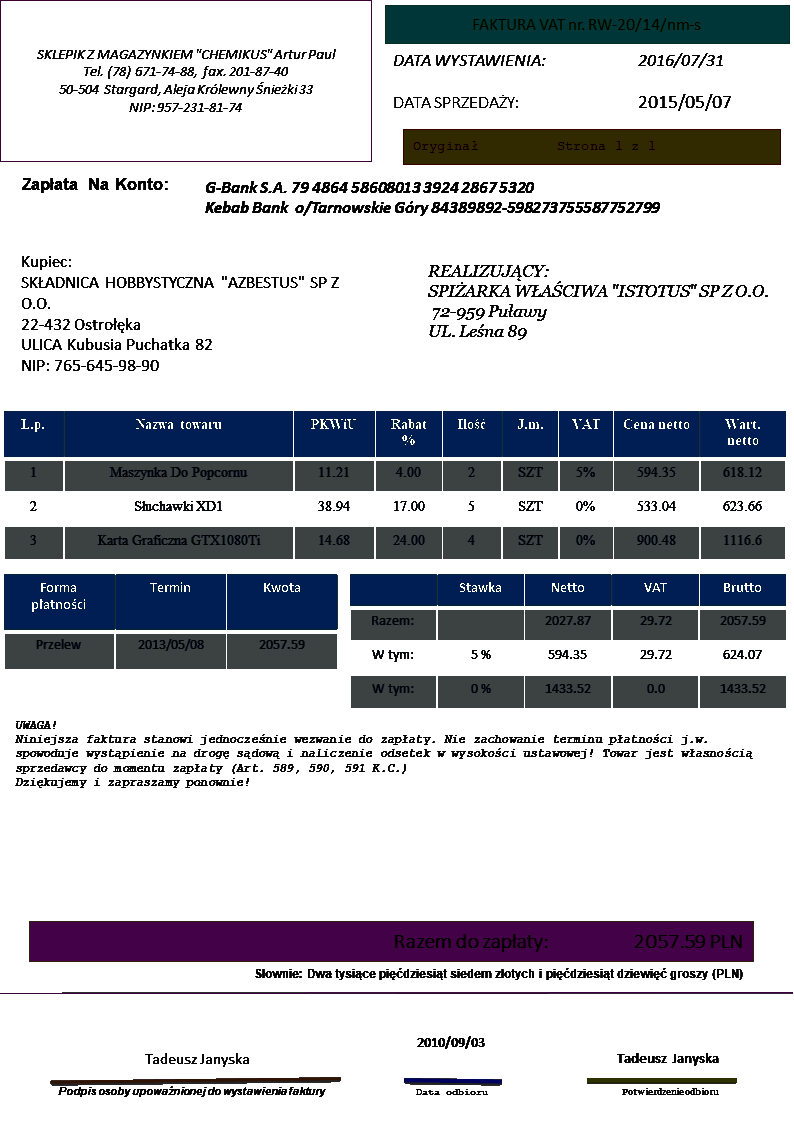 SKLEPIK Z MAGAZYNKIEM "CHEMIKUS" Artur Paul
Tel. (78) 671-74-88, fax. 201-87-40
50-504 Stargard, Aleja Królewny Śnieżki 33
NIP: 957-231-81-74
FAKTURA VAT nr. RW-20/14/nm-s
DATA WYSTAWIENIA: 2016/07/31
DATA SPRZEDAŻY: 2015/05/07
Oryginał Strona 1 z 1
Zapłata Na Konto: G-Bank S.A. 79 4864 5860 8013 3924 2867 5320
Kebab Bank o/Tarnowskie Góry 84389892-598273755587752799
Kupiec:
SKŁADNICA HOBBYSTYCZNA "AZBESTUS" SP Z
O.O.
22-432 Ostrołęka
ULICA Kubusia Puchatka 82
NIP: 765-645-98-90
REALIZUJĄCY:
SPIŻARKA WŁAŚCIWA "ISTOTUS" SP Z O.O.
72-959 Puławy
UL. Leśna 89
L.p. Nazwa towaru PKWiU Rabat % Ilość J.m. VAT Cena netto Wart. netto
1 Maszynka Do Popcornu 11.21 4.00 2 SZT 5% 594.35 618.12
2 Słuchawki XD1 38.94 17.00 5 SZT 0% 533.04 623.66
3 Karta Graficzna GTX1080Ti 14.68 24.00 4 SZT 0% 900.48 1116.6
Forma płatności Termin Kwota
Przelew 2013/05/08 2057.59
Stawka Netto VAT Brutto
Razem: 2027.87 29.72 2057.59
W tym: 5 % 594.35 29.72 624.07
W tym: 0 % 1433.52 0.0 1433.52
UWAGA!
Niniejsza faktura stanowi jednocześnie wezwanie do zapłaty. Nie zachowanie terminu płatności j.w.
spowoduje wystąpienie na drogę sądową i naliczenie odsetek w wysokości ustawowej! Towar jest własnością
sprzedawcy do momentu zapłaty (Art. 589, 590, 591 K.C.)
Dziękujemy i zapraszamy ponownie!
Razem do zapłaty: 2057.59 PLN
Słownie: Dwa tysiące pięćdziesiąt siedem złotych i pięćdziesiąt dziewięć groszy (PLN)
Tadeusz Janyska
Podpis osoby upoważnionej do wystawienia faktury
2010/09/03
Data odbioru
Tadeusz Janyska
Potwierdzenie odbioru